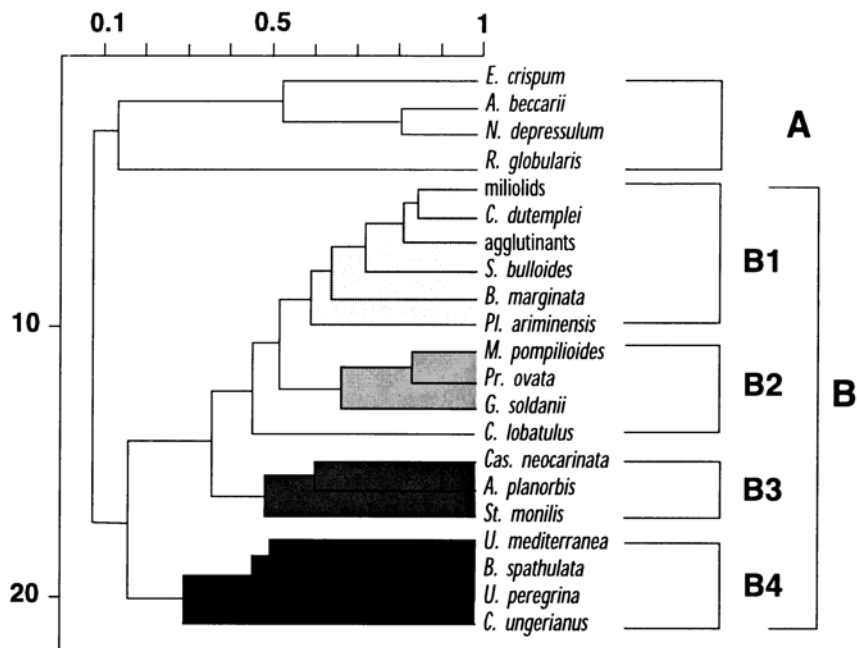 0.1 0.5 1
E. crispum
A. beccarii
A
N. depressulum
R. globularis
miliolids
C. dutemplei
agglutinants
B1
S. bulloides
B. marginata
10
Pl. ariminensis
M. pompilioides
Pr. ovata
B2
B
G. soldanii
C. lobatulus
Cas. neocarinata
A. planorbis
B3
St. monilis
U. mediterranea
B. spathulata
B4
20
U. peregrina
C. ungerianus